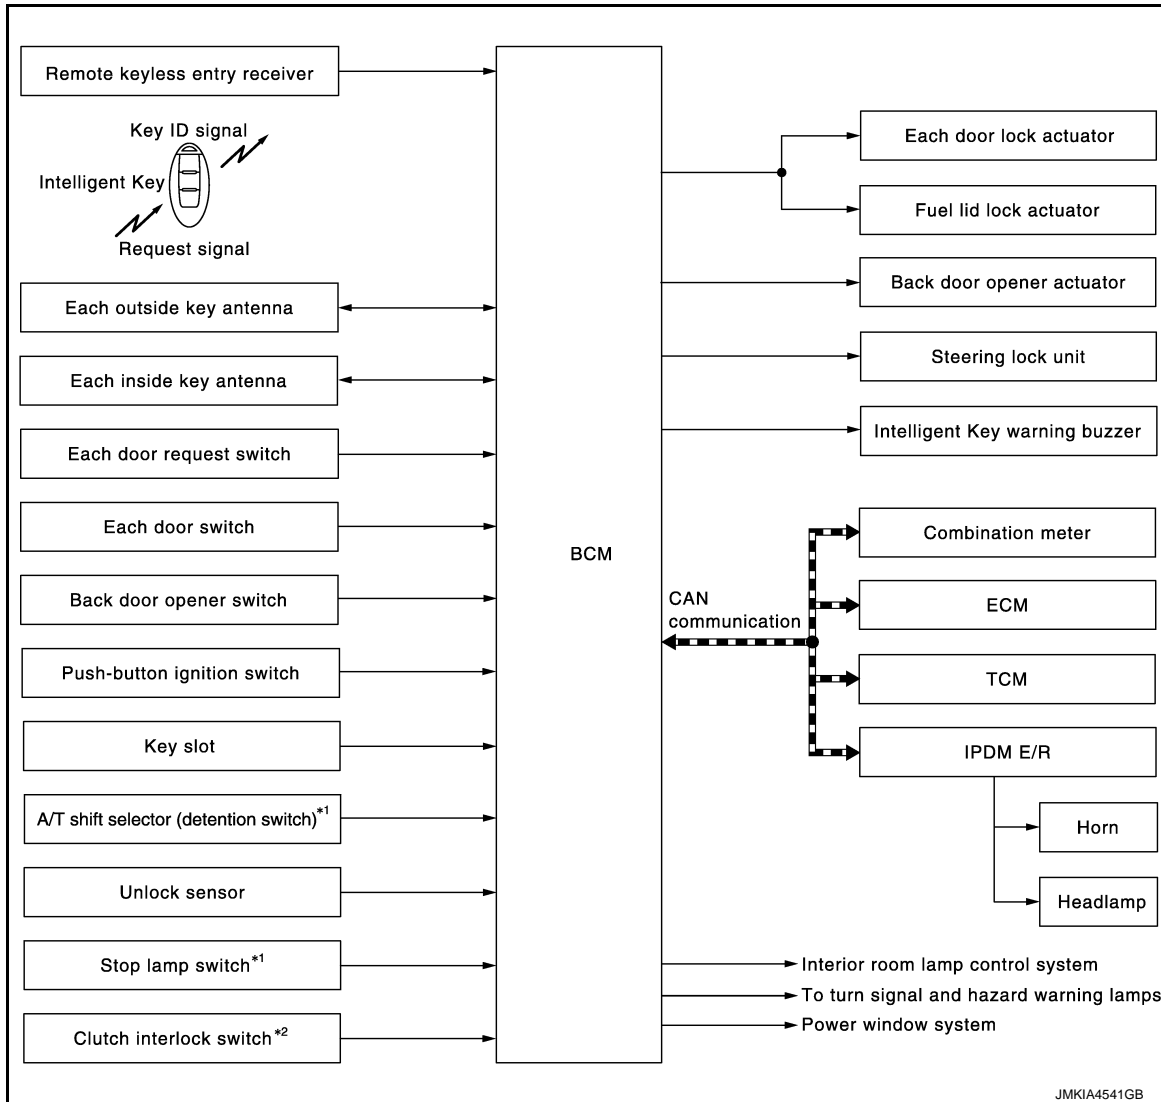 Remote keyless entry receiver
Key ID signal
Intelligent Key
Request signal
Each outside key antenna
Each inside key antenna
Each door request switch
Each door switch
Back door opener switch
Push-button ignition switch
Key slot
A/T shift selector (detention switch)*1
Unlock sensor
Stop lamp switch*1
Clutch interlock switch*2
BCM
Each door lock actuator
Fuel lid lock actuator
Back door opener actuator
Steering lock unit
Intelligent Key warning buzzer
CAN
communication
Combination meter
ECM
TCM
IPDM E/R
Horn
Headlamp
Interior room lamp control system
To turn signal and hazard warning lamps
Power window system
JMKIA4541GB